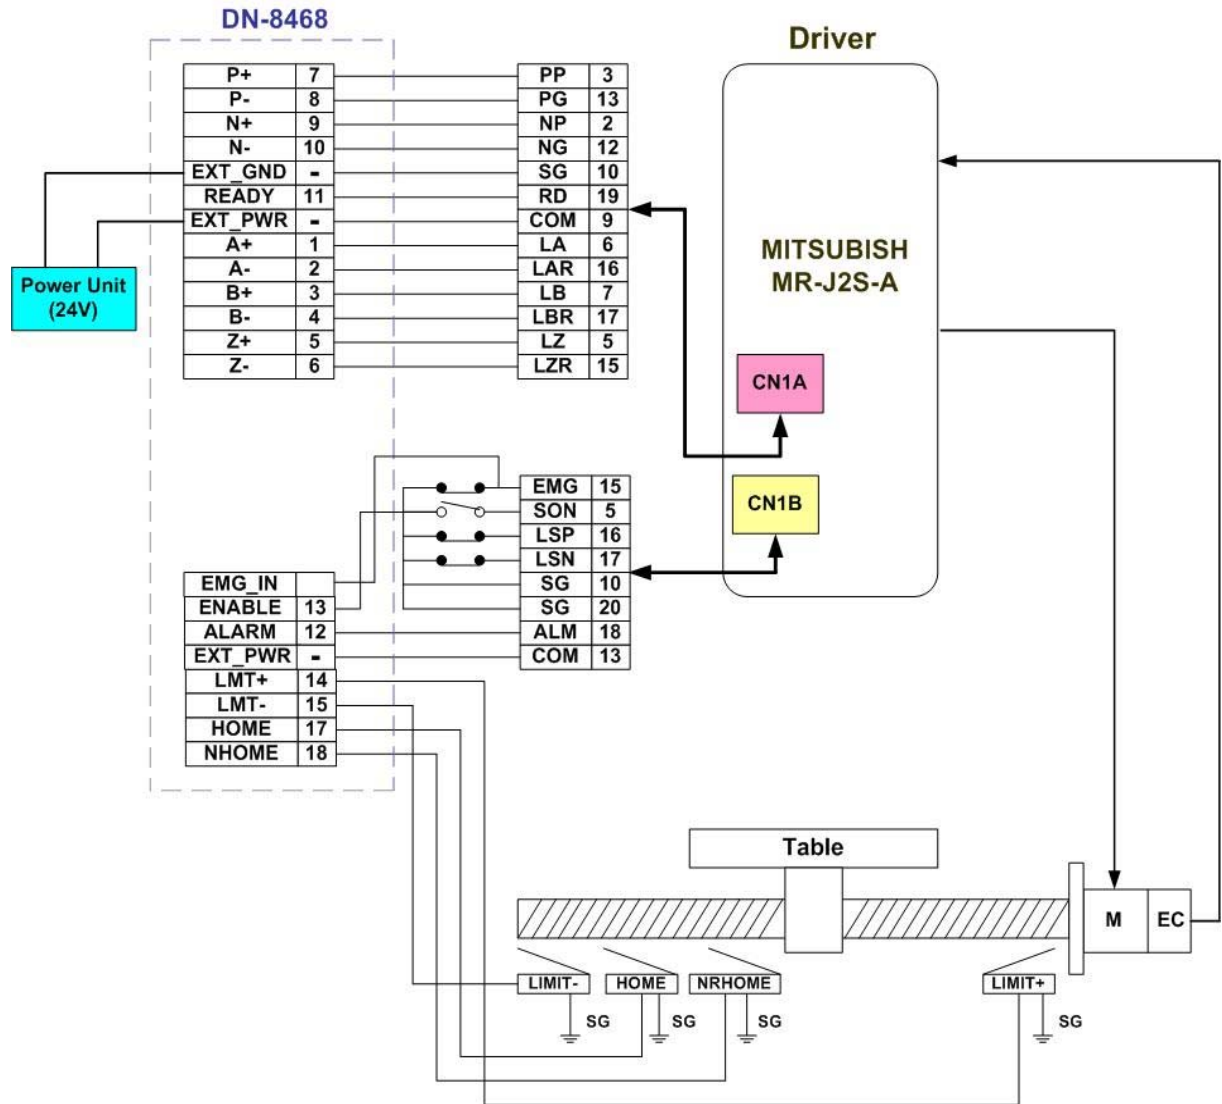 DN-8468
Driver
P+ 7 PP 3
P- 8 PG 13
N+ 9 NP 2
N- 10 NG 12
EXT_GND - SG 10
READY 11 RD 19
EXT_PWR - COM 9
A+ 1 LA 6
A- 2 LAR 16
B+ 3 LB 7
B- 4 LBR 17
Z+ 5 LZ 5
Z- 6 LZR 15
Power Unit
(24V)
MITSUBISH
MR-J2S-A
CN1A
CN1B
EMG 15
SON 5
LSP 16
LSN 17
EMG_IN SG 10
ENABLE 13 SG 20
ALARM 12 ALM 18
EXT_PWR - COM 13
LMT+ 14
LMT- 15
HOME 17
NHOME 18
Table
M EC
LIMIT- HOME NRHOME LIMIT+
SG SG SG SG